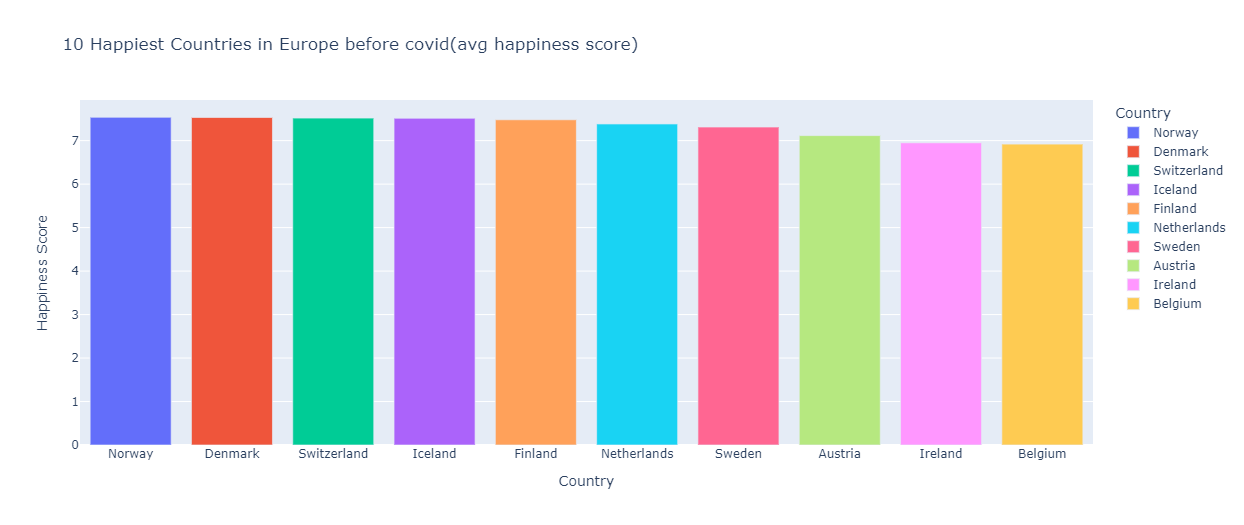 10 Happiest Countries in Europe before covid(avg happiness score)
Country
Norway
Denmark
Switzerland
Iceland
Finland
Netherlands
Sweden
Austria
Ireland
Belgium
Happiness Score
7
6
5
4
3
2
1
0
Norway Denmark Switzerland Iceland Finland Netherlands Sweden Austria Ireland Belgium
Country